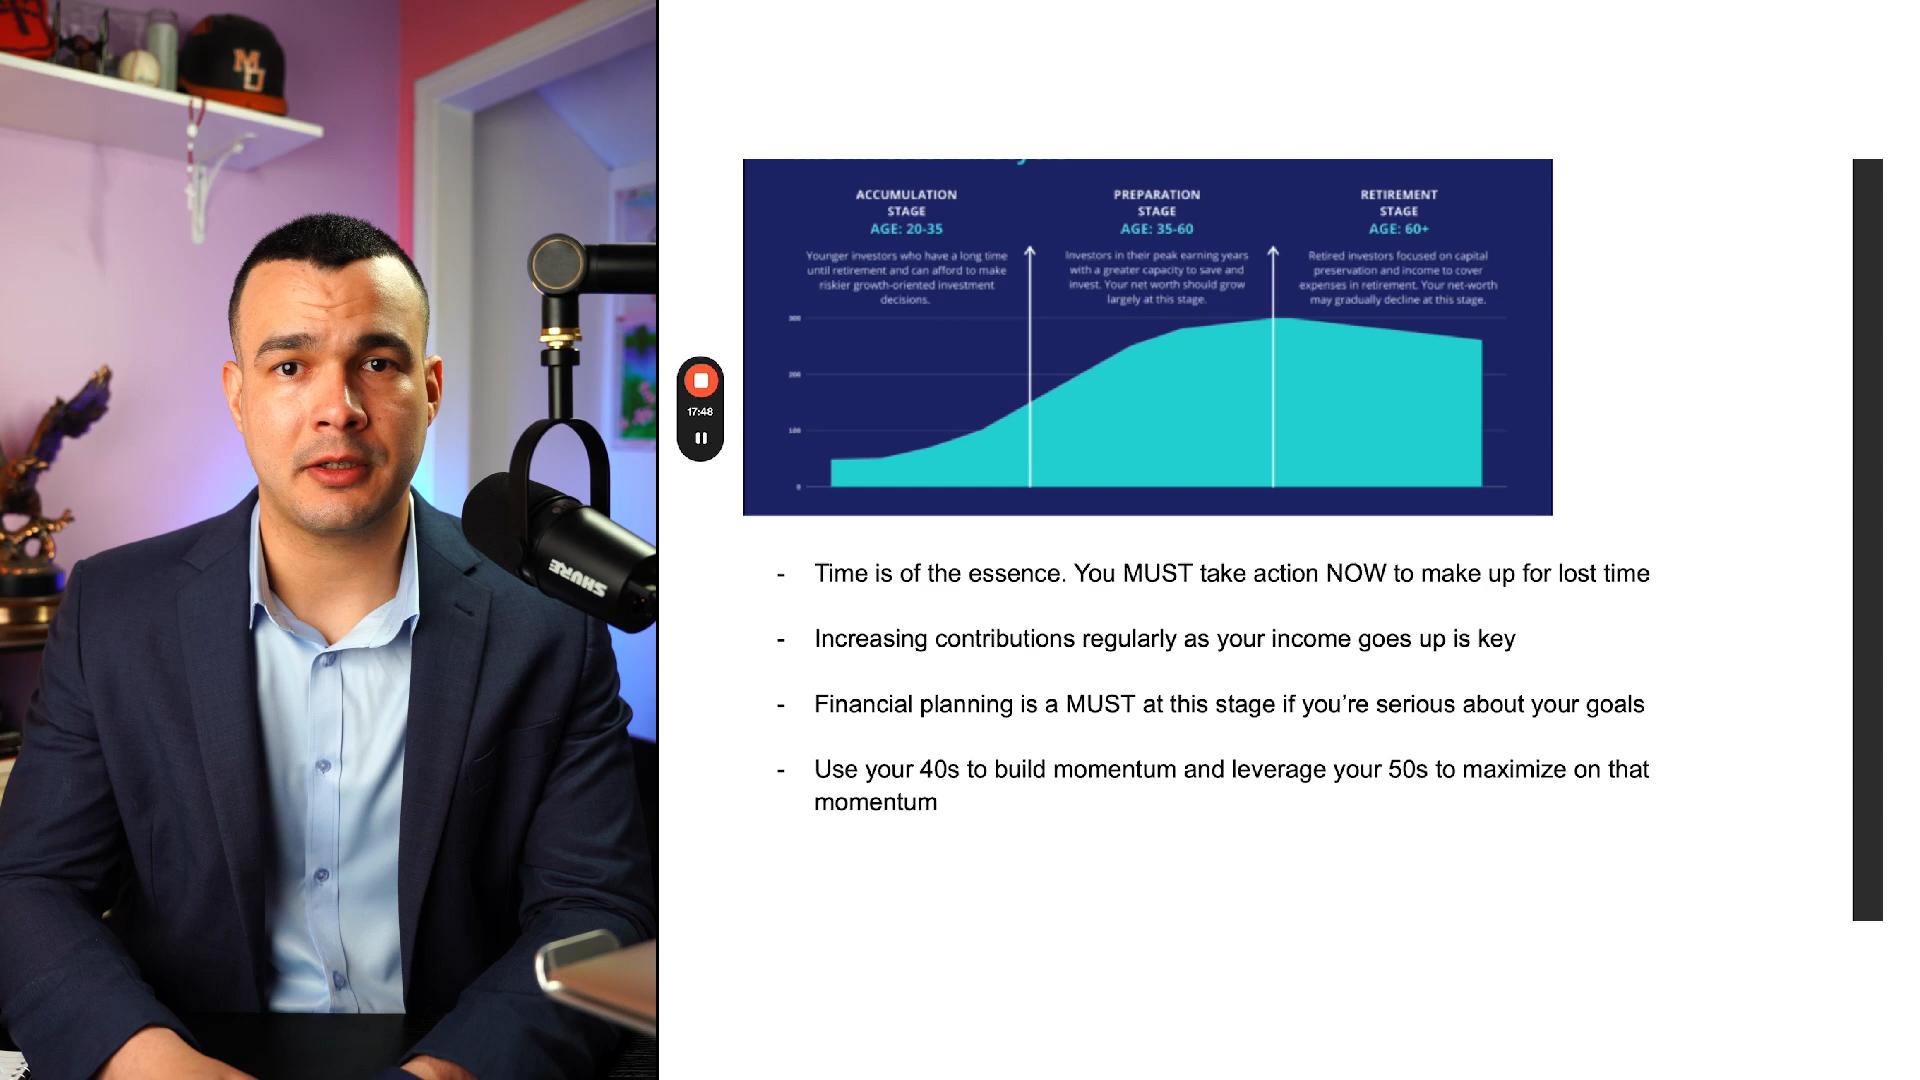 MU
SHURE
17:48
ACCUMULATION
STAGE
AGE: 20-35
Younger investors who have a long time
until retirement and can afford to make
riskier growth-oriented investment
decisions.
PREPARATION
STAGE
AGE: 35-60
Investors in their peak earning years
with a greater capacity to save and
invest. Your net worth should grow
largely at this stage.
RETIREMENT
STAGE
AGE: 60+
Retired investors focused on capital
preservation and income to cover
expenses in retirement. Your net-worth
may gradually decline at this stage.
300
200
100
0
- Time is of the essence. You MUST take action NOW to make up for lost time
- Increasing contributions regularly as your income goes up is key
- Financial planning is a MUST at this stage if you’re serious about your goals
- Use your 40s to build momentum and leverage your 50s to maximize on that
momentum